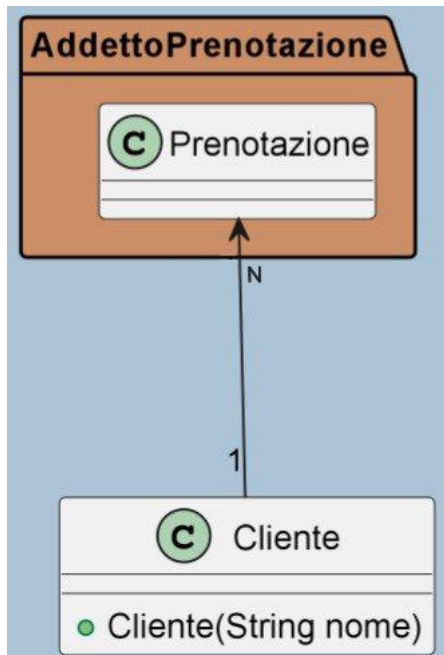 AddettoPrenotazione
C Prenotazione
N
1
C Cliente
Cliente(String nome)